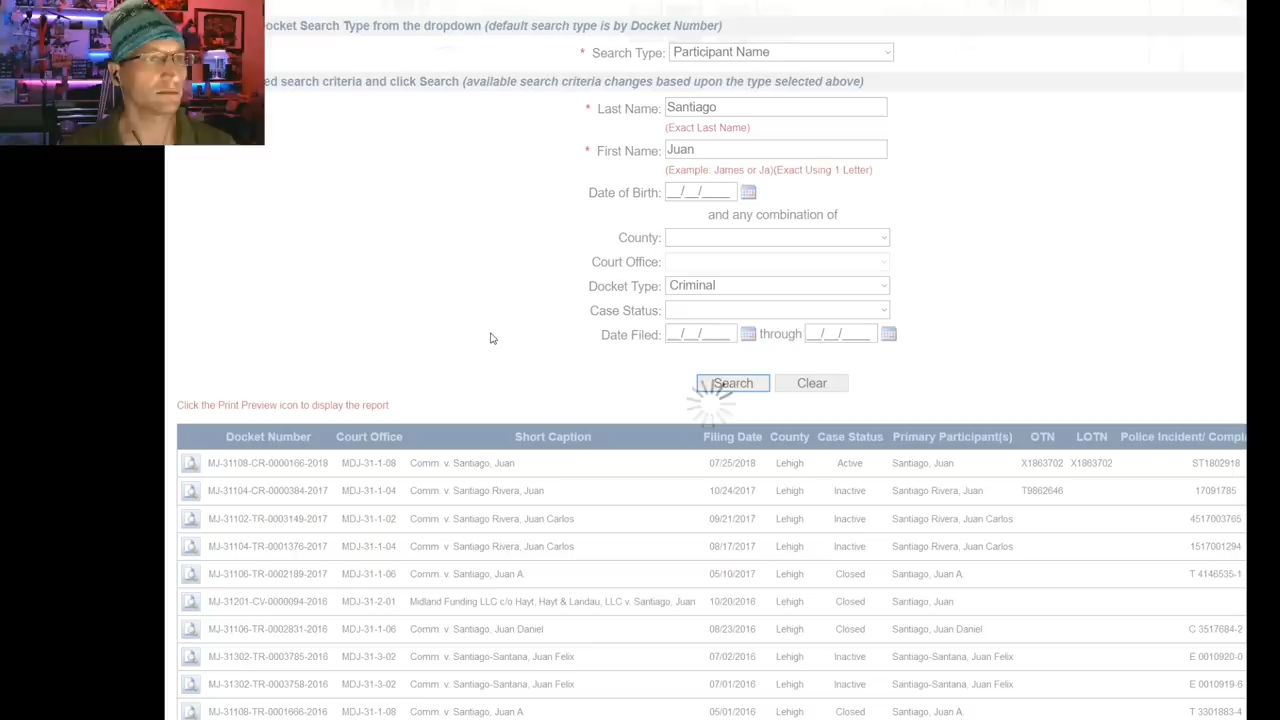 ocket Search Type from the dropdown (default search type is by Docket Number)
* Search Type: Participant Name
ed search criteria and click Search (available search criteria changes based upon the type selected above)
* Last Name: Santiago
(Exact Last Name)
* First Name: Juan
(Example: James or Ja)(Exact Using 1 Letter)
Date of Birth: __/__/____
and any combination of
County:
Court Office:
Docket Type: Criminal
Case Status:
Date Filed: __/__/____ through __/__/____
Search Clear
Click the Print Preview icon to display the report
Docket Number Court Office Short Caption Filing Date County Case Status Primary Participant(s) OTN LOTN Police Incident/ Compla
MJ-31108-CR-0000166-2018 MDJ-31-1-08 Comm. v. Santiago, Juan 07/25/2018 Lehigh Active Santiago, Juan X1863702 X1863702 ST1802918
MJ-31104-CR-0000384-2017 MDJ-31-1-04 Comm. v. Santiago Rivera, Juan 10/24/2017 Lehigh Inactive Santiago Rivera, Juan T9862646 17091785
MJ-31102-TR-0003149-2017 MDJ-31-1-02 Comm. v. Santiago Rivera, Juan Carlos 09/21/2017 Lehigh Inactive Santiago Rivera, Juan Carlos 4517003765
MJ-31104-TR-0001376-2017 MDJ-31-1-04 Comm. v. Santiago Rivera, Juan Carlos 08/17/2017 Lehigh Inactive Santiago Rivera, Juan Carlos 1517001294
MJ-31106-TR-0002189-2017 MDJ-31-1-06 Comm. v. Santiago, Juan A. 05/10/2017 Lehigh Closed Santiago, Juan A. T 4146535-1
MJ-31201-CV-0000094-2016 MDJ-31-2-01 Midland Funding LLC c/o Hayt, Hayt & Landau, LLC v. Santiago, Juan 10/20/2016 Lehigh Closed Santiago, Juan
MJ-31106-TR-0002831-2016 MDJ-31-1-06 Comm. v. Santiago, Juan Daniel 08/23/2016 Lehigh Closed Santiago, Juan Daniel C 3517684-2
MJ-31302-TR-0003785-2016 MDJ-31-3-02 Comm. v. Santiago-Santana, Juan Felix 07/02/2016 Lehigh Inactive Santiago-Santana, Juan Felix E 0010920-0
MJ-31302-TR-0003758-2016 MDJ-31-3-02 Comm. v. Santiago-Santana, Juan Felix 07/01/2016 Lehigh Inactive Santiago-Santana, Juan Felix E 0010919-6
MJ-31108-TR-0001666-2016 MDJ-31-1-08 Comm. v. Santiago, Juan A. 05/01/2016 Lehigh Closed Santiago, Juan A. T 3301883-4